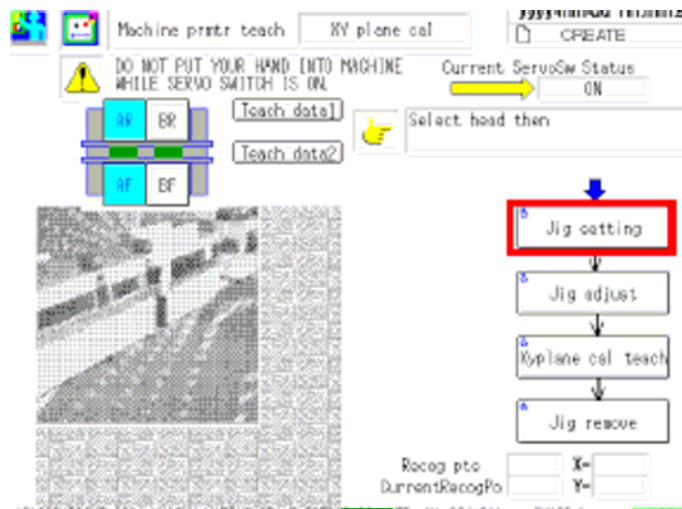 Machine prmtr teach XY plane cal
CREATE
DO NOT PUT YOUR HAND INTO MACHINE
WHILE SERVO SWITCH IS ON.
Current ServoSw Status
ON
AR BR
AF BF
Teach data1
Teach data2
Select head then
Jig setting
Jig adjust
Xyplane cal teach
Jig remove
Recog pto X=
CurrentRecogPo Y=